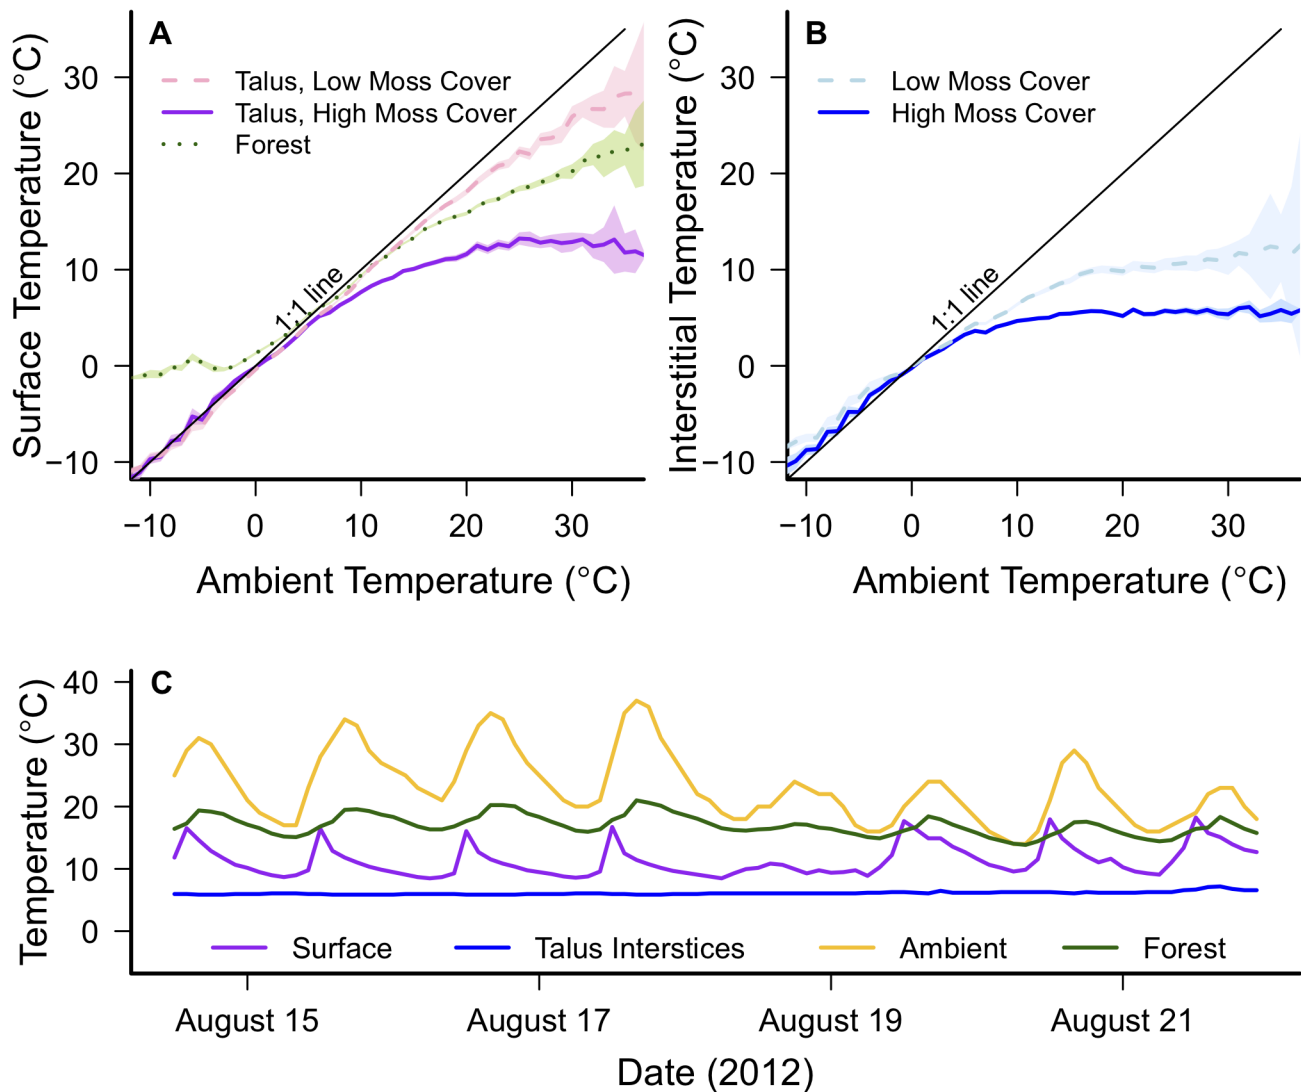 A
Surface Temperature (°C)
30
20
10
0
−10
Talus, Low Moss Cover
Talus, High Moss Cover
Forest
1:1 line
−10 0 10 20 30
Ambient Temperature (°C)
B
Interstitial Temperature (°C)
30
20
10
0
−10
Low Moss Cover
High Moss Cover
1:1 line
−10 0 10 20 30
Ambient Temperature (°C)
C
Temperature (°C)
40
30
20
10
0
Surface Talus Interstices Ambient Forest
August 15 August 17 August 19 August 21
Date (2012)